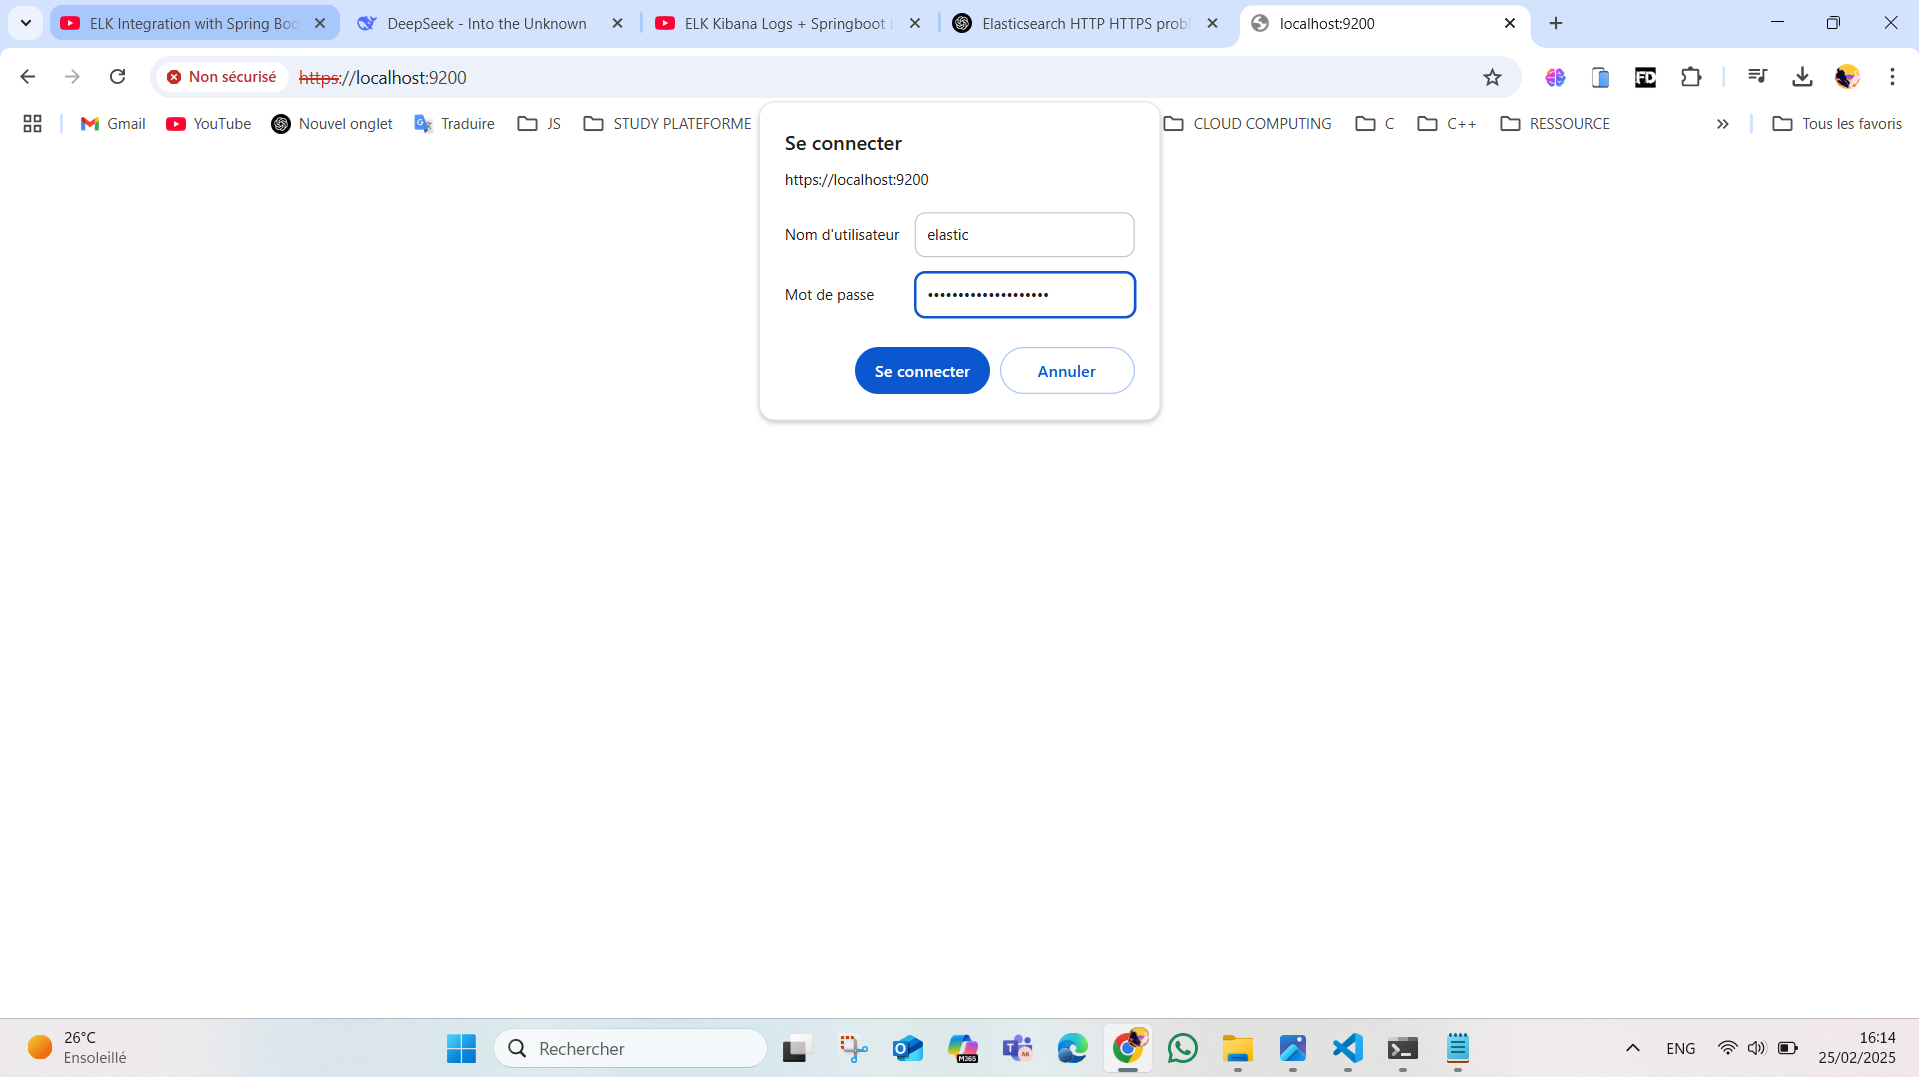 ELK Integration with Spring Boo
DeepSeek - Into the Unknown
ELK Kibana Logs + Springboot
Elasticsearch HTTP HTTPS probl
localhost:9200
Non sécurisé
https://localhost:9200
FD
Gmail
YouTube
Nouvel onglet
Traduire
JS
STUDY PLATEFORME
CLOUD COMPUTING
C
C++
RESSOURCE
Tous les favoris
Se connecter
https://localhost:9200
Nom d'utilisateur
elastic
Mot de passe
••••••••••••••••••••
Se connecter
Annuler
26°C
Ensoleillé
Rechercher
M365
ENG
16:14
25/02/2025